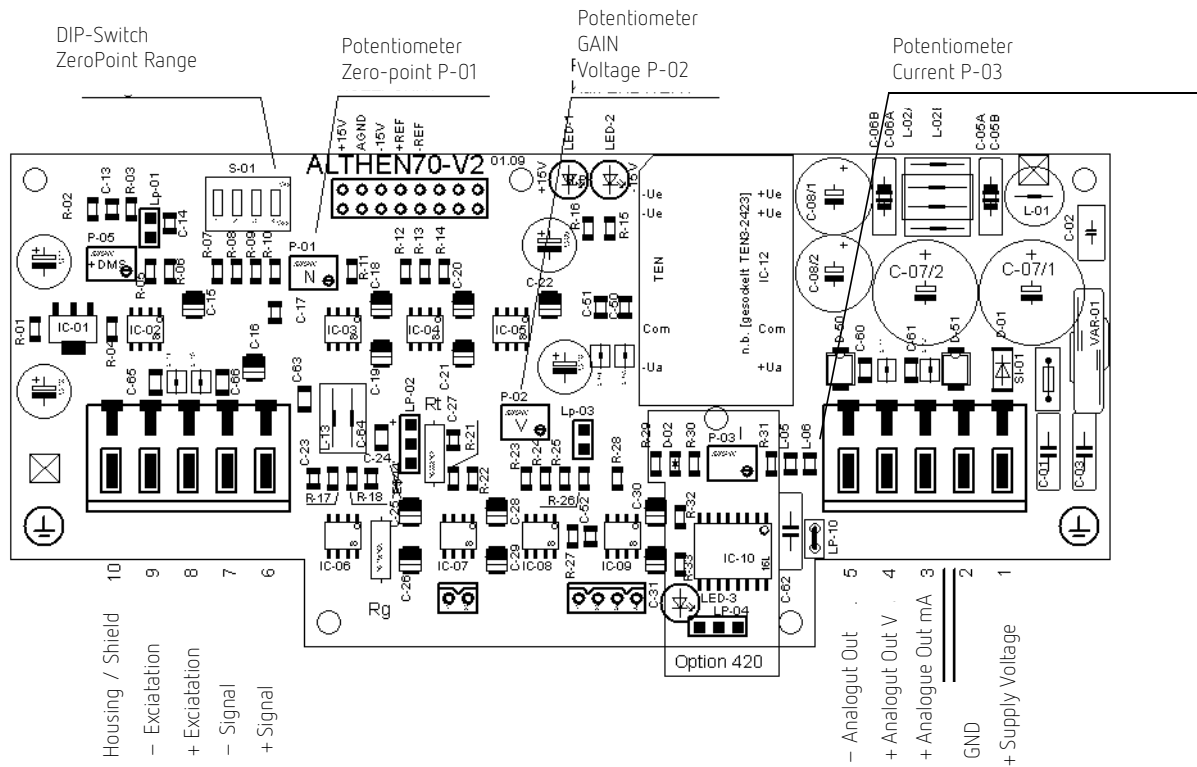 DIP-Switch
ZeroPoint Range
Potentiometer
Zero-point P-01
Potentiometer
GAIN
Voltage P-02
Potentiometer
Current P-03
+15V
AGND
-15V
+REF
-REF
LED-1
LED-2
C-06B
C-06A
L-02A
L-02B
C-05A
C-05B
ALTHEN70-V2
01.09
+15V
-15V
R-02
C-13
R-03
Lp-01
C-14
S-01
-Ue
-Ue
+Ue
+Ue
C-08/1
L-01
C-02
P-05
+DMS
R-05
R-06
R-07
R-08
R-09
R-10
P-01
N
R-11
C-18
R-12
R-13
R-14
C-20
R-16
R-15
TEN
n.b. [gesockelt TEN3-2423]
IC-12
C-08/2
C-07/2
C-07/1
R-01
IC-01
R-04
IC-02
C-15
C-16
C-17
IC-03
IC-04
IC-05
C-22
C-51
C-50
Com
Com
-Ua
+Ua
D-50
C-60
C-61
D-51
D-01
SI-01
VAR-01
C-65
C-66
C-63
C-19
C-21
LP-02
Rt
L-13
C-64
C-27
R-21
P-02
V
Lp-03
R-29
D-02
R-30
P-03
I
R-31
L-05
L-06
C-01
C-03
C-23
C-24
R-17
R-18
R-22
R-23
R-24
R-25
R-26
R-28
C-25
C-28
C-52
C-30
R-32
IC-06
C-26
IC-07
C-29
IC-08
R-27
IC-09
C-31
R-33
IC-10
16L
C-62
LP-10
Rg
LED-3
LP-04
Option 420
10
9
8
7
6
5
4
3
2
1
Housing / Shield
– Exciatation
+ Exciatation
– Signal
+ Signal
– Analogut Out
+ Analogut Out V
+ Analogue Out mA
GND
+ Supply Voltage